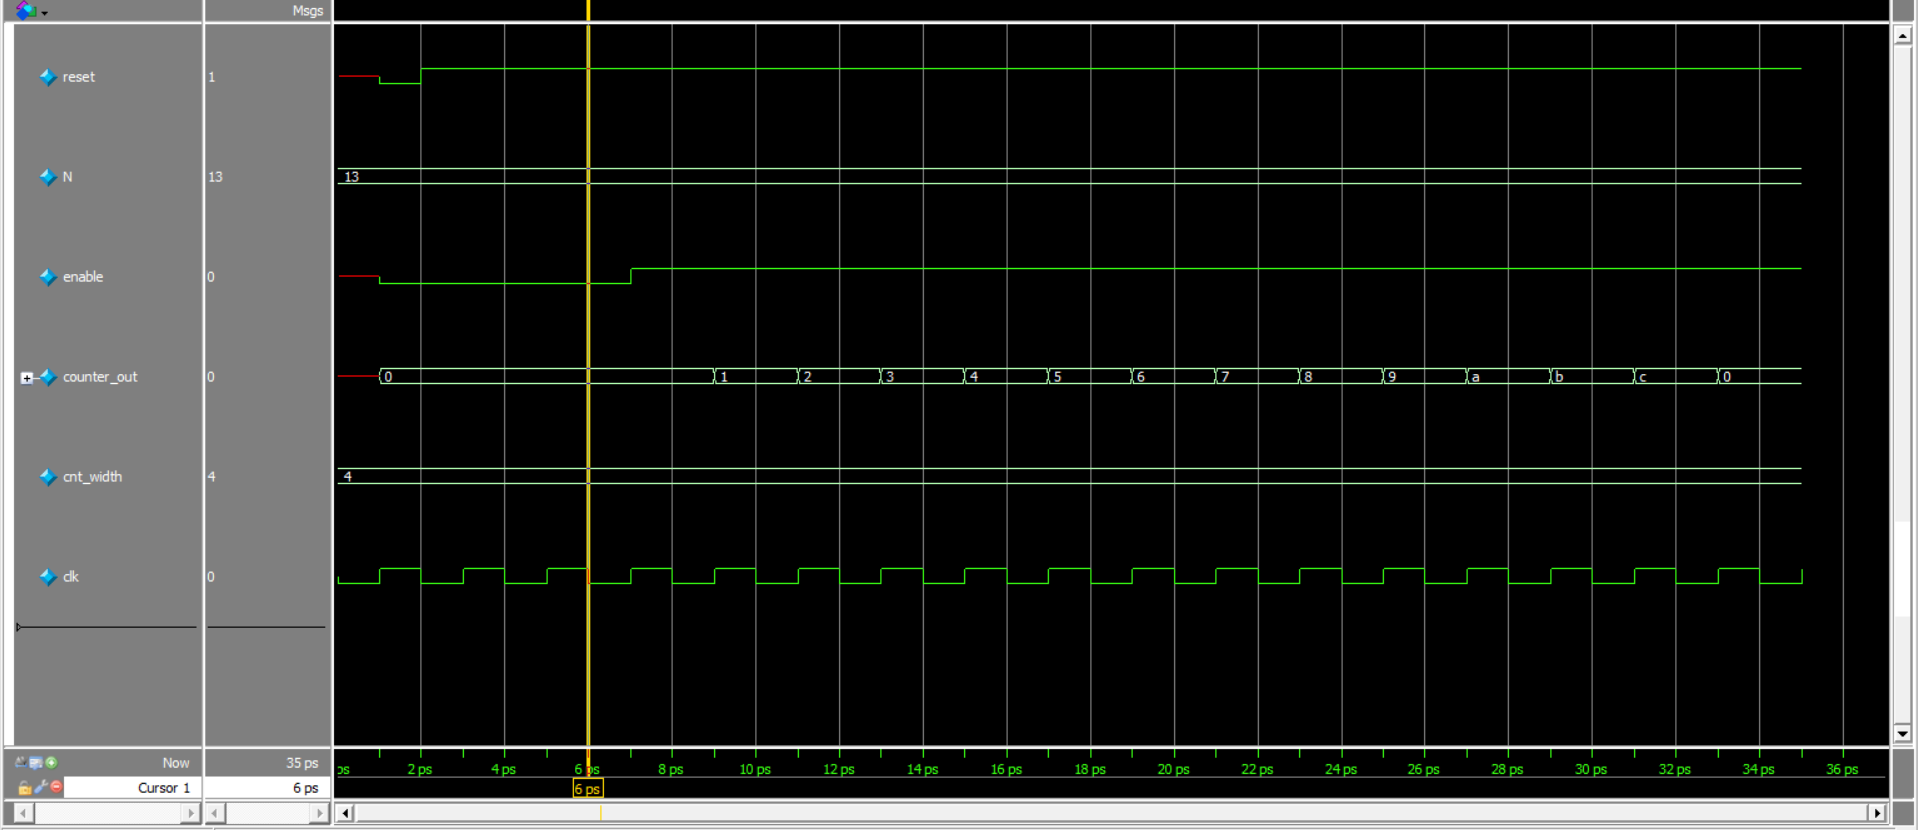 Msgs
reset 1
N 13 13
enable 0
counter_out 0 0 1 2 3 4 5 6 7 8 9 a b c 0
cnt_width 4 4
clk 0
Now 35 ps ps 2 ps 4 ps 6 ps 8 ps 10 ps 12 ps 14 ps 16 ps 18 ps 20 ps 22 ps 24 ps 26 ps 28 ps 30 ps 32 ps 34 ps 36 ps
Cursor 1 6 ps 6 ps